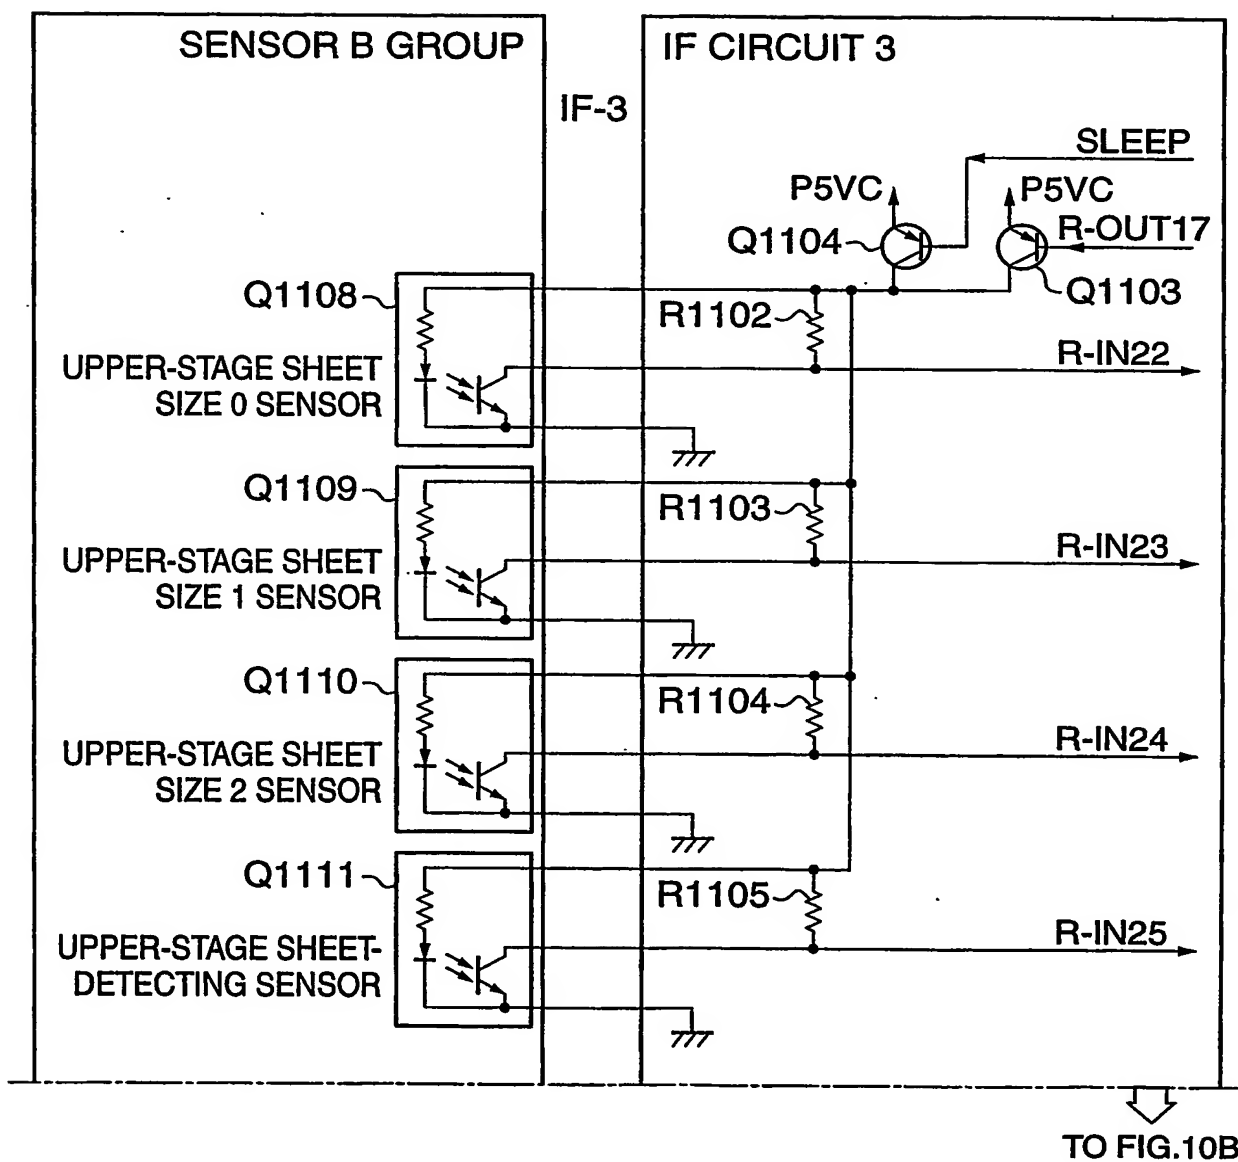 SENSOR B GROUP
IF-3
IF CIRCUIT 3
SLEEP
P5VC
P5VC
Q1104
R-OUT17
Q1103
Q1108
R1102
R-IN22
UPPER-STAGE SHEET
SIZE 0 SENSOR
Q1109
R1103
R-IN23
UPPER-STAGE SHEET
SIZE 1 SENSOR
Q1110
R1104
R-IN24
UPPER-STAGE SHEET
SIZE 2 SENSOR
Q1111
R1105
R-IN25
UPPER-STAGE SHEET-
DETECTING SENSOR
TO FIG.10B